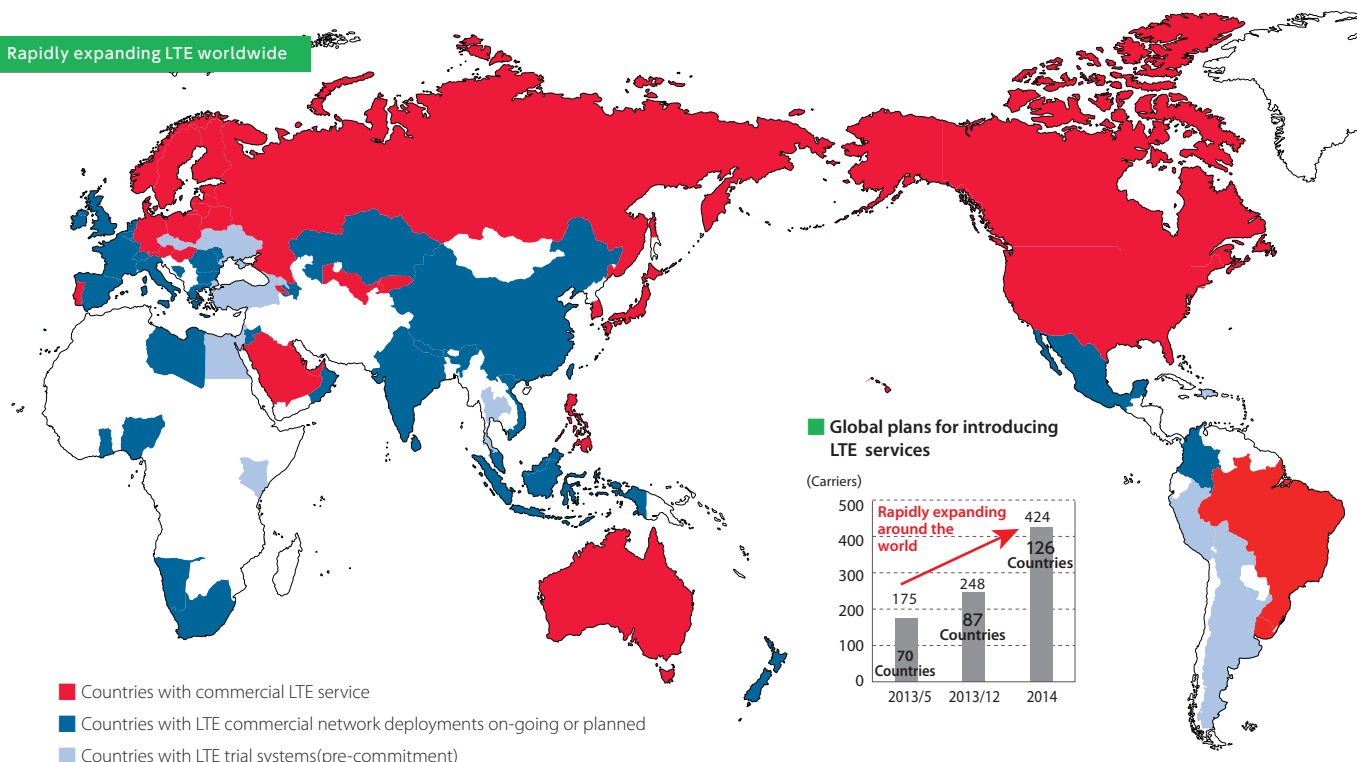 Rapidly expanding LTE worldwide
Global plans for introducing
LTE services
(Carriers)
500
400
300
200
100
0
Rapidly expanding
around the
world
175
70
Countries
248
87
Countries
424
126
Countries
2013/5
2013/12
2014
Countries with commercial LTE service
Countries with LTE commercial network deployments on-going or planned
Countries with LTE trial systems(pre-commitment)